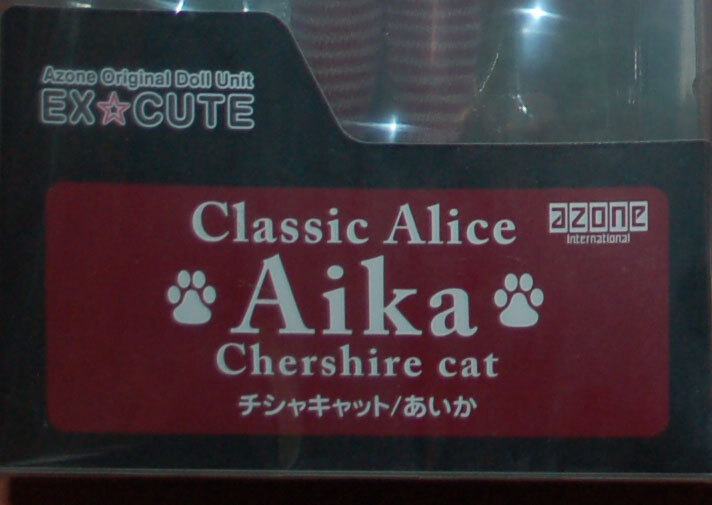 Azone Original Doll Unit
EX☆CUTE
Classic Alice
azone
International
Aika
Chershire cat
チシャキャット/あいか